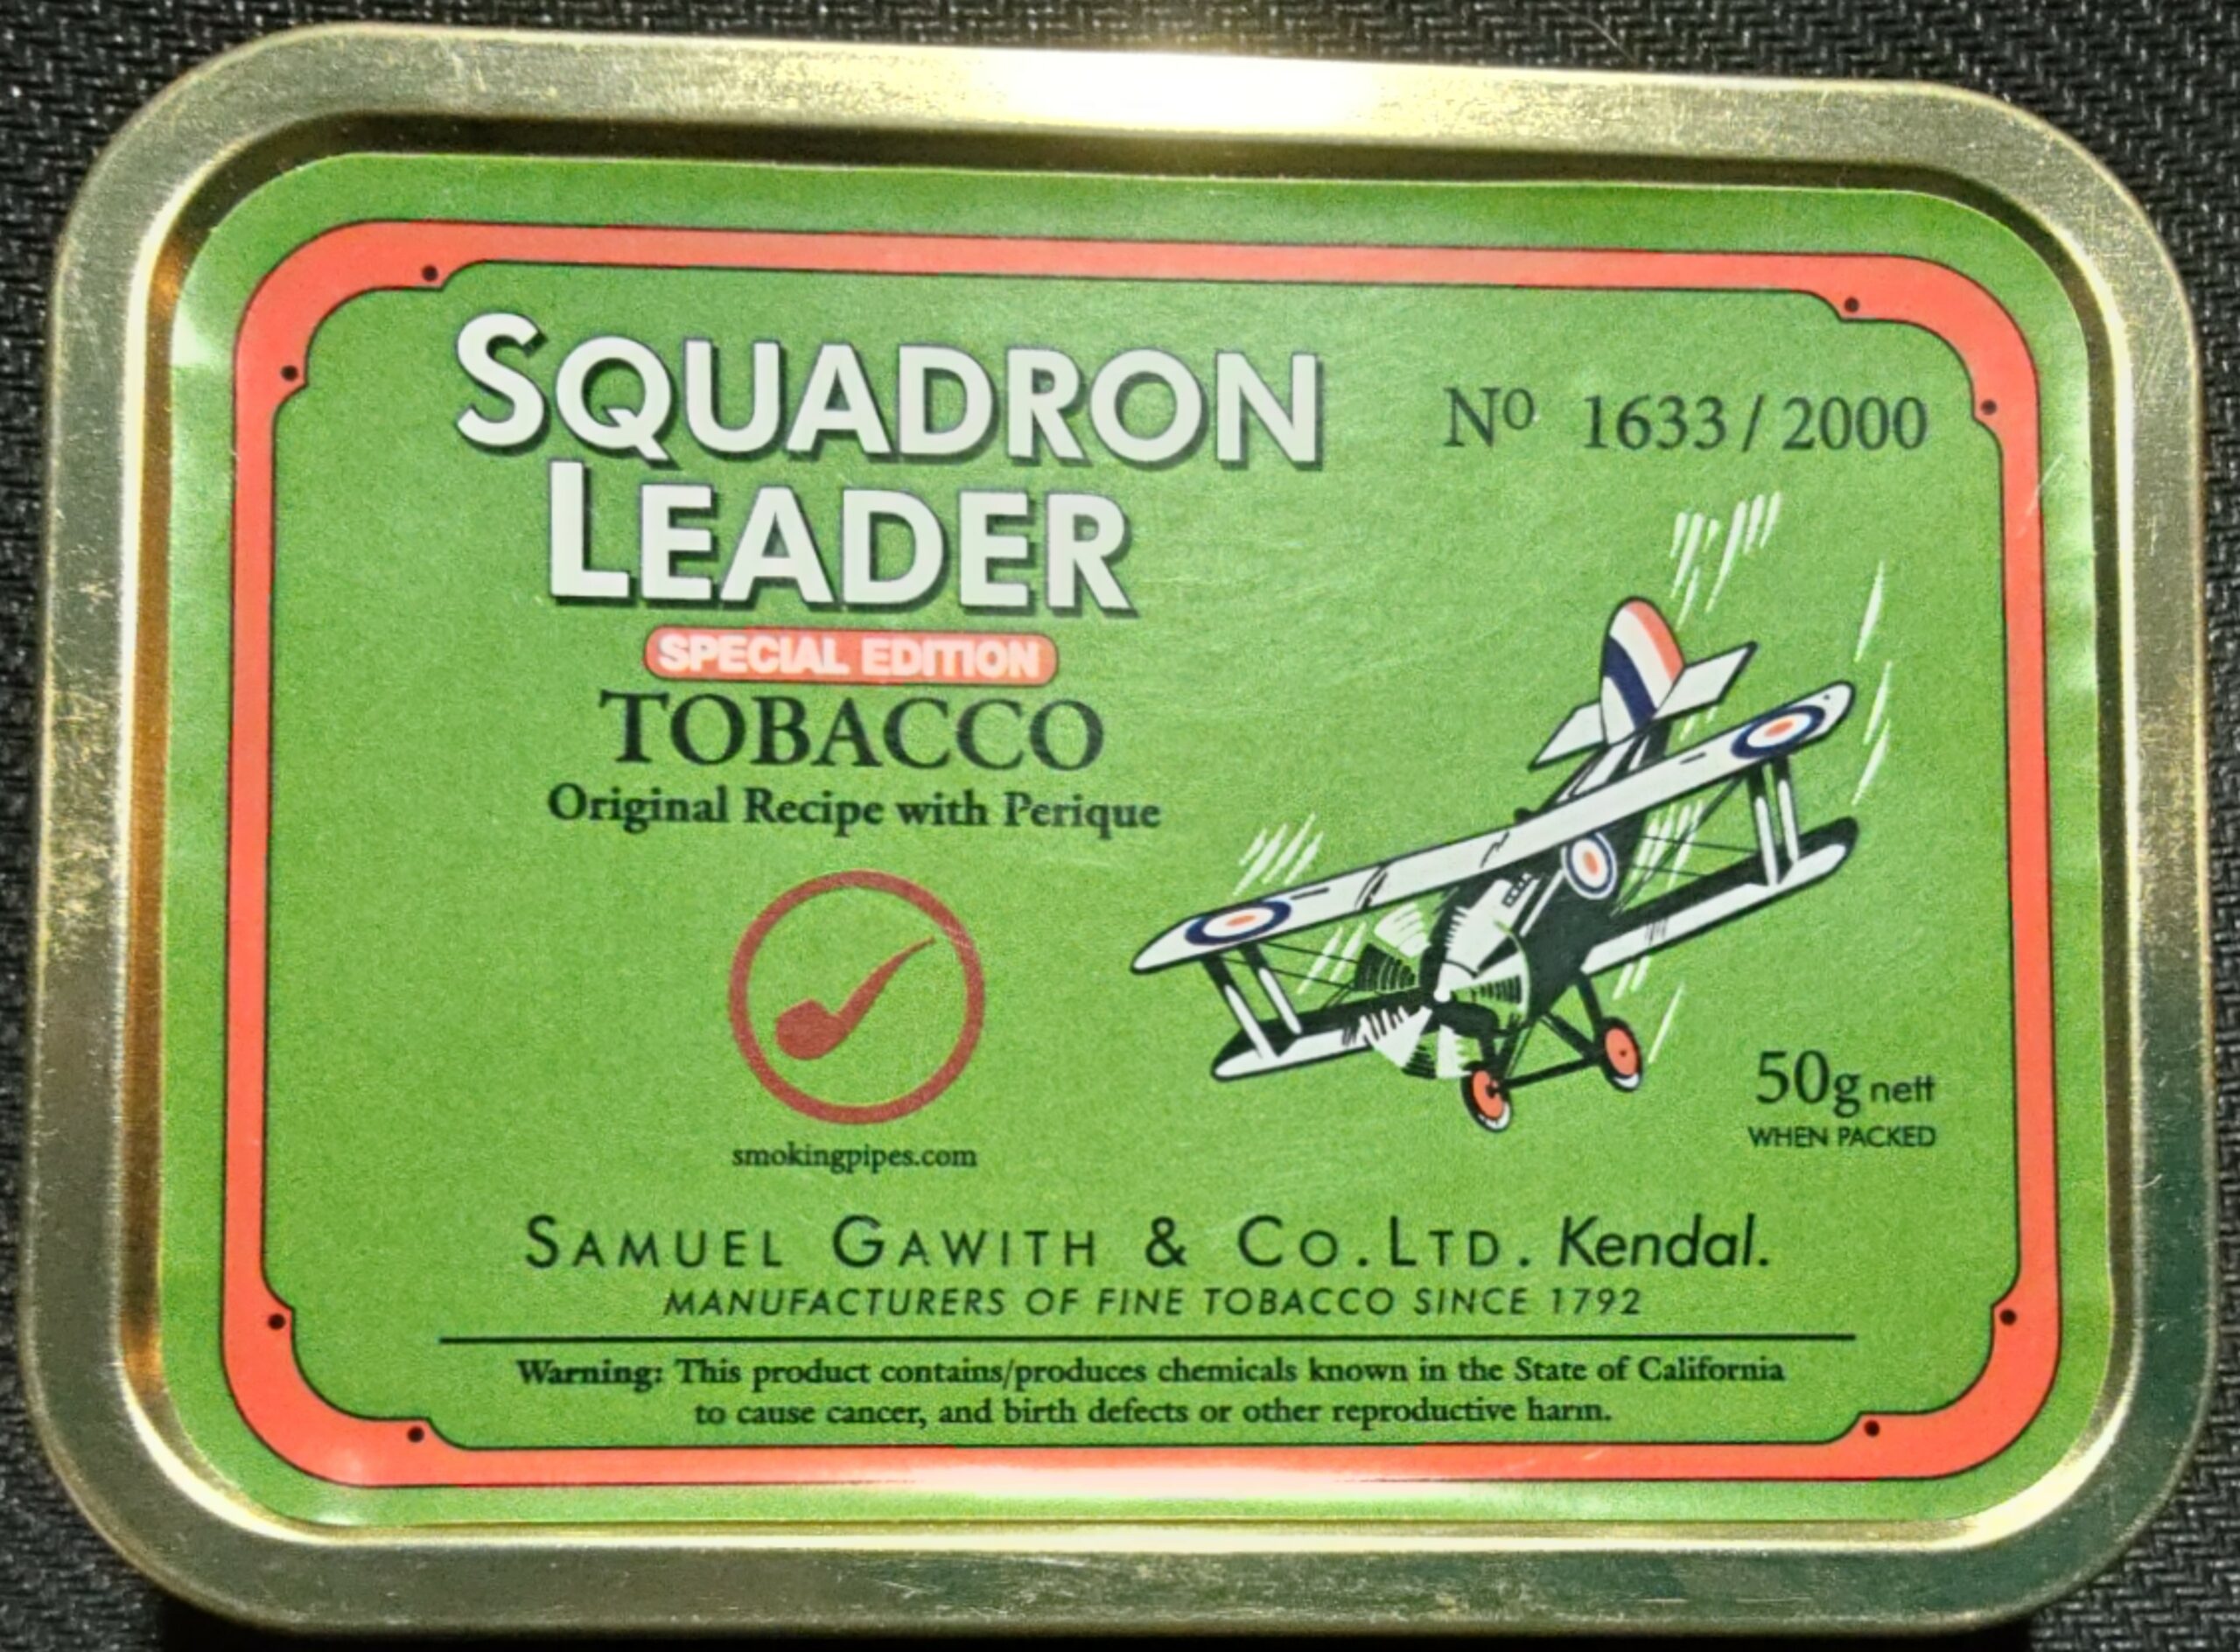 SQUADRON
LEADER
Nº 1633 / 2000
SPECIAL EDITION
TOBACCO
Original Recipe with Perique
smokingpipes.com
50g nett
WHEN PACKED
SAMUEL GAWITH & CO.LTD. Kendal.
MANUFACTURERS OF FINE TOBACCO SINCE 1792
Warning: This product contains/produces chemicals known in the State of California
to cause cancer, and birth defects or other reproductive harm.